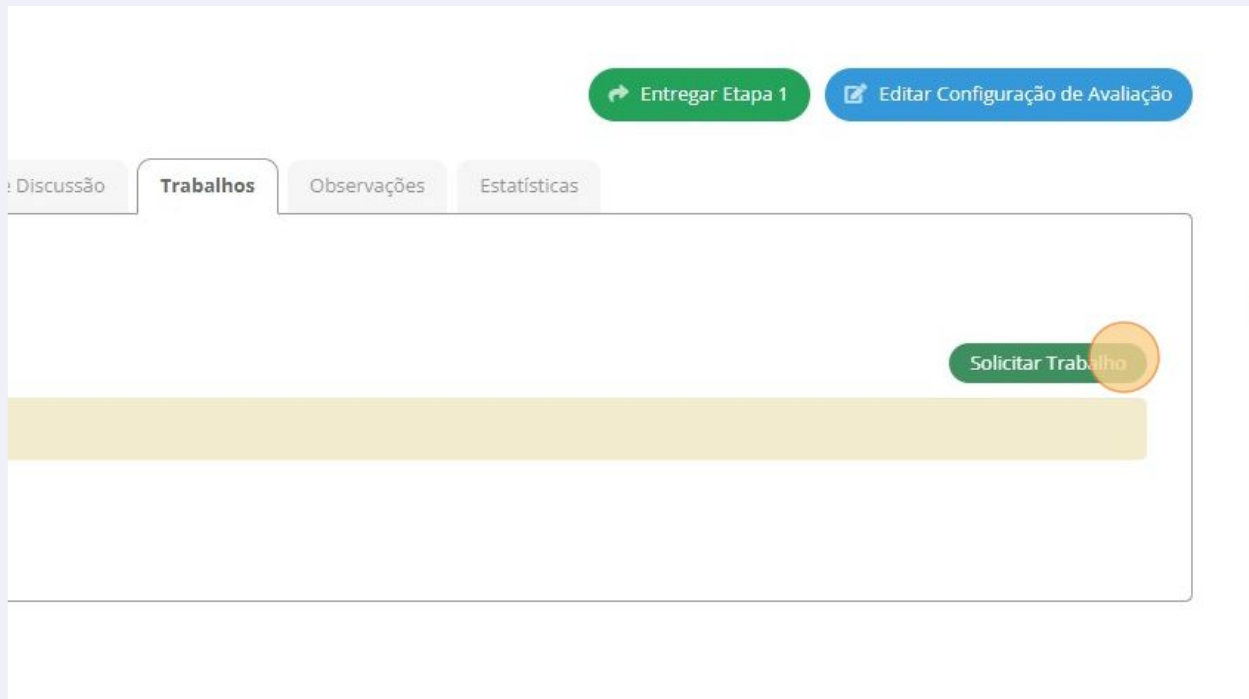 Entregar Etapa 1
Editar Configuração de Avaliação
Discussão
Trabalhos
Observações
Estatísticas
Solicitar Trabalho